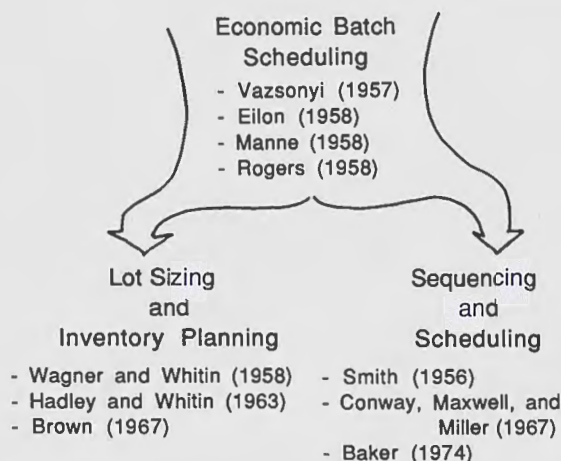 Economic Batch
Scheduling
- Vazsonyi (1957)
- Eilon (1958)
- Manne (1958)
- Rogers (1958)
Lot Sizing
and
Inventory Planning
- Wagner and Whitin (1958)
- Hadley and Whitin (1963)
- Brown (1967)
Sequencing
and
Scheduling
- Smith (1956)
- Conway, Maxwell, and
Miller (1967)
- Baker (1974)